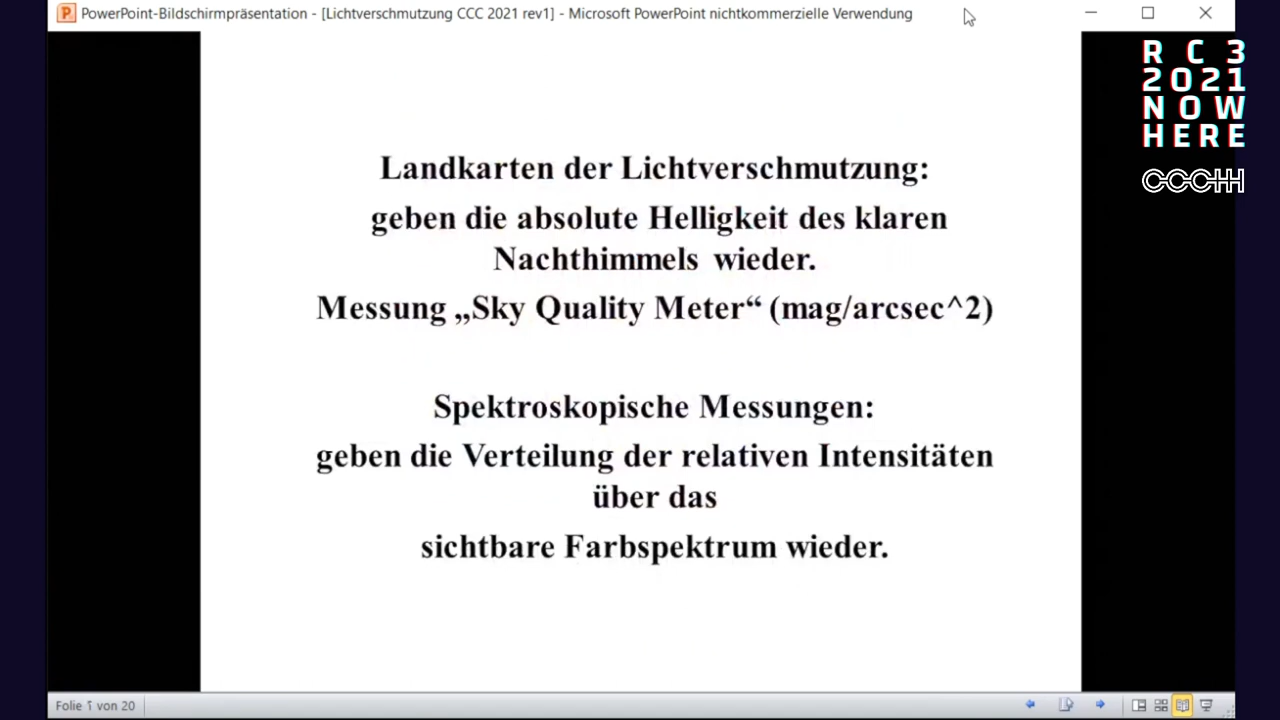 PowerPoint-Bildschirmpräsentation - [Lichtverschmutzung CCC 2021 rev1] - Microsoft PowerPoint nichtkommerzielle Verwendung
R C 3
2021
NOW
HERE
CCCHH
Landkarten der Lichtverschmutzung:
geben die absolute Helligkeit des klaren
Nachthimmels wieder.
Messung „Sky Quality Meter“ (mag/arcsec^2)
Spektroskopische Messungen:
geben die Verteilung der relativen Intensitäten
über das
sichtbare Farbspektrum wieder.
Folie von 20